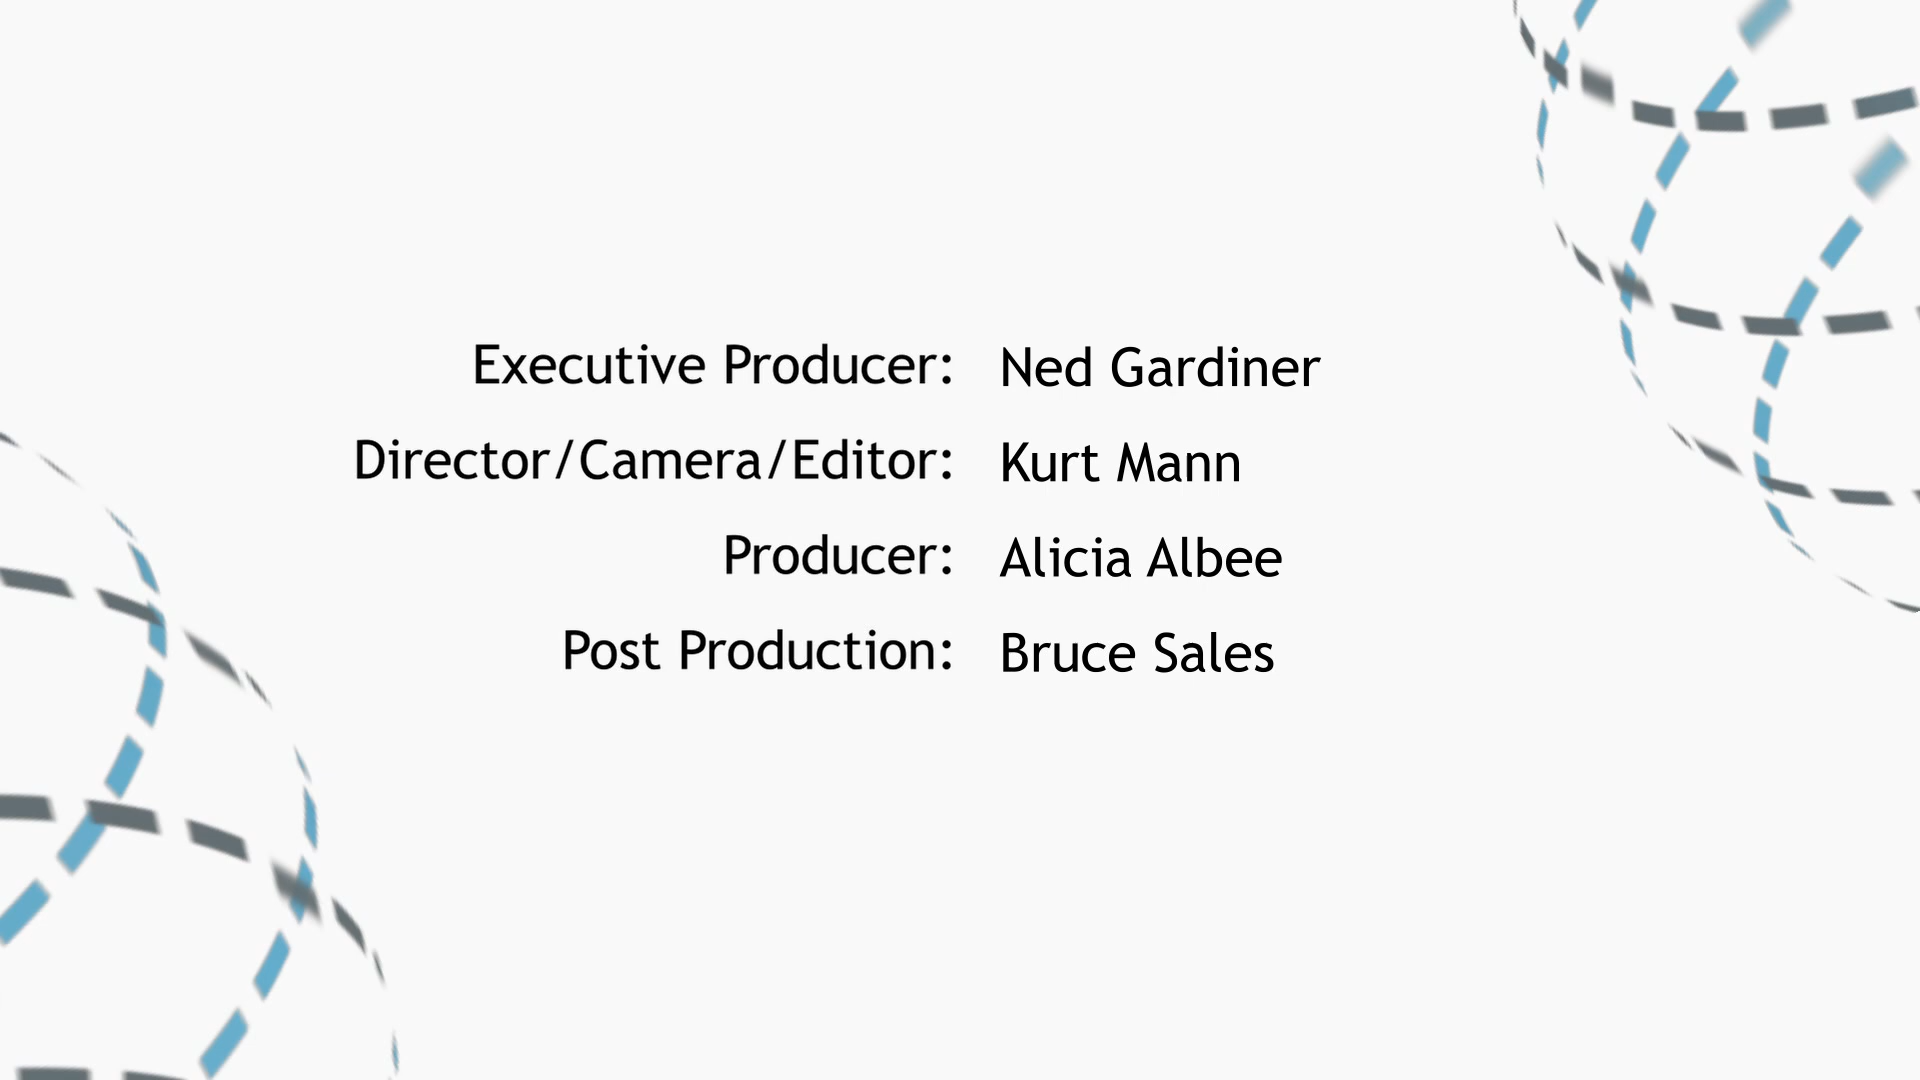 Executive Producer: Ned Gardiner
Director/Camera/Editor: Kurt Mann
Producer: Alicia Albee
Post Production: Bruce Sales